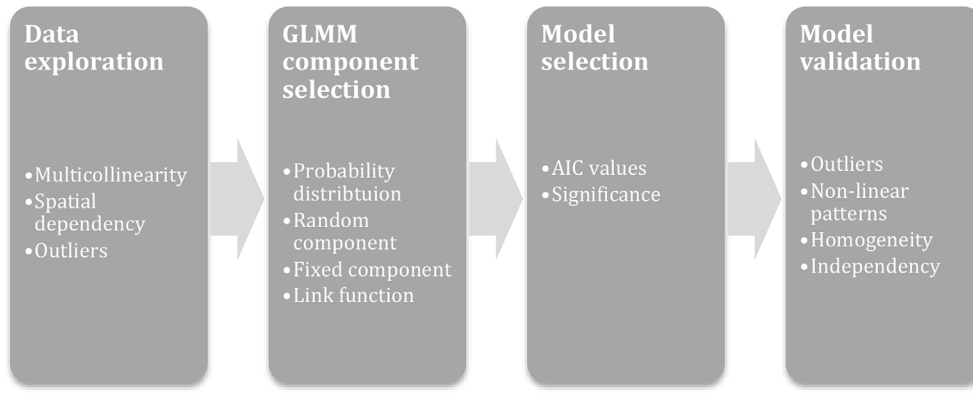 Data
exploration
•Multicollinearity
•Spatial
dependency
•Outliers
GLMM
component
selection
•Probability
distribtuion
•Random
component
•Fixed component
•Link function
Model
selection
•AIC values
•Significance
Model
validation
•Outliers
•Non-linear
patterns
•Homogeneity
•Independency